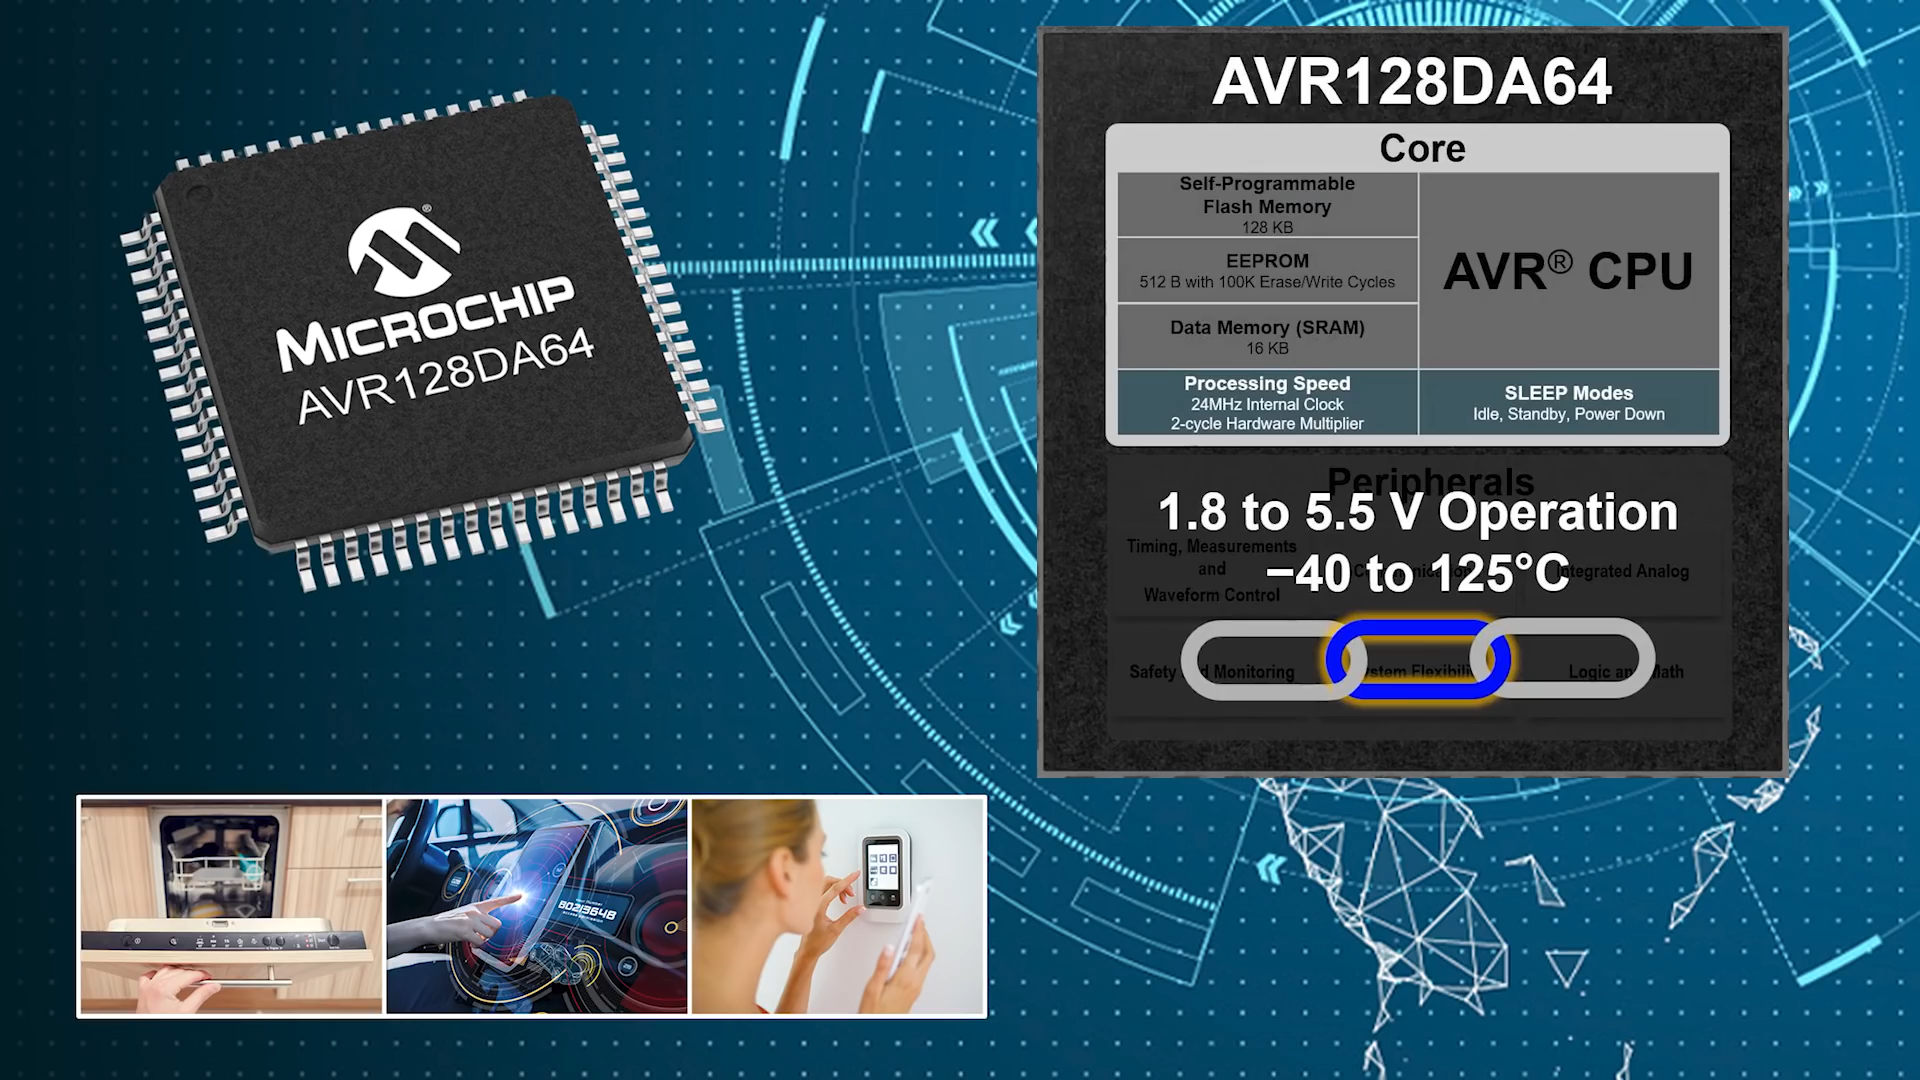 ®
MICROCHIP
AVR128DA64
AVR128DA64
Core
Self-Programmable
Flash Memory
128 KB
EEPROM
512 B with 100K Erase/Write Cycles
Data Memory (SRAM)
16 KB
AVR® CPU
Processing Speed
24MHz Internal Clock
2-cycle Hardware Multiplier
SLEEP Modes
Idle, Standby, Power Down
Peripherals
1.8 to 5.5 V Operation
−40 to 125°C
Timing, Measurements
and
Waveform Control
Integrated Analog
Safety Monitoring
Logic Math